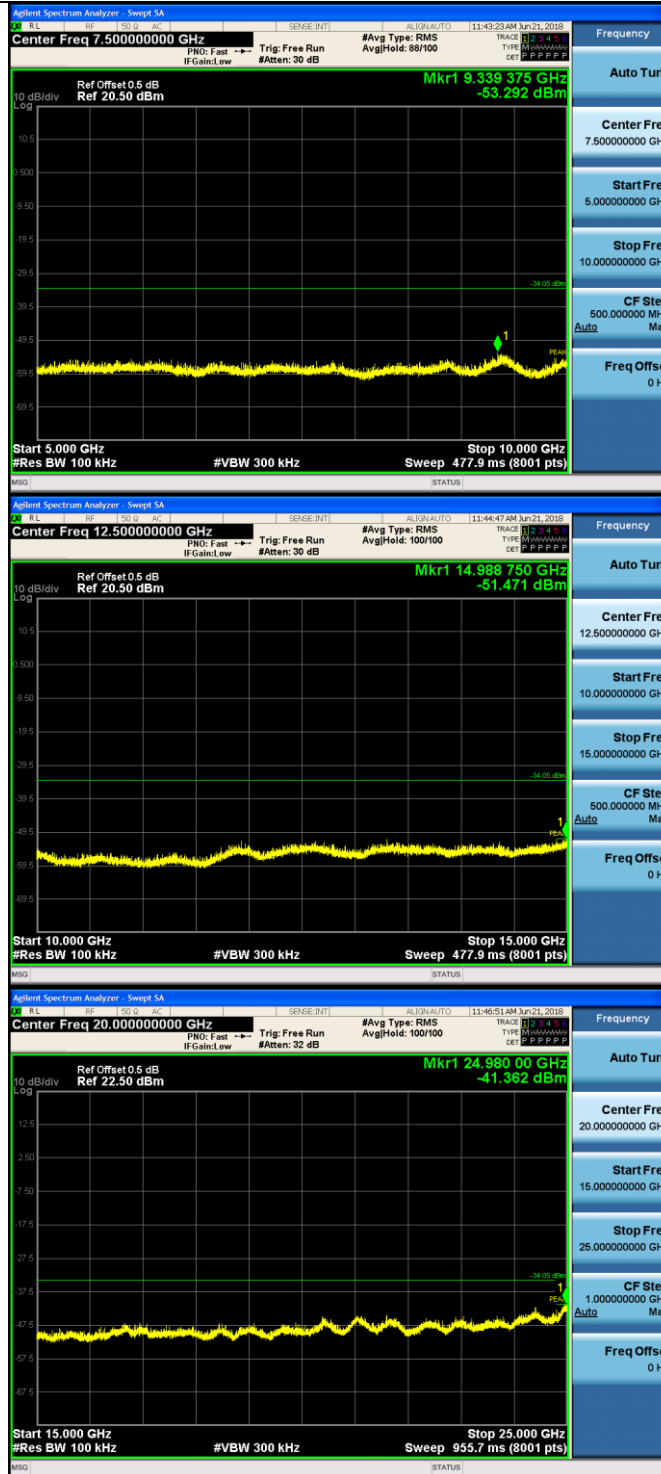 Agilent Spectrum Analyzer - Swept SA
RL RF 50 Ω AC SENSE:INT ALIGNAUTO 11:43:23 AM Jun 21, 2018
Center Freq 7.500000000 GHz
PNO: Fast
IFGain:Low
Trig: Free Run
#Atten: 30 dB
#Avg Type: RMS
Avg|Hold: 88/100
TRACE 1 2 3 4 5 6
TYPE M
DET P P P P P P
Frequency
Mkr1 9.339 375 GHz
-53.292 dBm
Ref Offset 0.5 dB
10 dB/div Ref 20.50 dBm
Log
10.5
0.500
-9.50
-19.5
-29.5
-39.5
-49.5
-59.5
-69.5
-34.05 dBm
1
PEAK
Start 5.000 GHz
Stop 10.000 GHz
#Res BW 100 kHz #VBW 300 kHz Sweep 477.9 ms (8001 pts)
MSG STATUS
Auto Tun
Center Fre
7.500000000 GH
Start Fre
5.000000000 GH
Stop Fre
10.000000000 GH
CF Ste
500.000000 MH
Auto Ma
Freq Offse
0 H
Agilent Spectrum Analyzer - Swept SA
RL RF 50 Ω AC SENSE:INT ALIGNAUTO 11:44:47 AM Jun 21, 2018
Center Freq 12.500000000 GHz
PNO: Fast
IFGain:Low
Trig: Free Run
#Atten: 30 dB
#Avg Type: RMS
Avg|Hold: 100/100
TRACE 1 2 3 4 5 6
TYPE M
DET P P P P P P
Frequency
Mkr1 14.988 750 GHz
-51.471 dBm
Ref Offset 0.5 dB
10 dB/div Ref 20.50 dBm
Log
10.5
0.500
-9.50
-19.5
-29.5
-39.5
-49.5
-59.5
-69.5
-34.05 dBm
1
PEAK
Start 10.000 GHz
Stop 15.000 GHz
#Res BW 100 kHz #VBW 300 kHz Sweep 477.9 ms (8001 pts)
MSG STATUS
Auto Tun
Center Fre
12.500000000 GH
Start Fre
10.000000000 GH
Stop Fre
15.000000000 GH
CF Ste
500.000000 MH
Auto Ma
Freq Offse
0 H
Agilent Spectrum Analyzer - Swept SA
RL RF 50 Ω AC SENSE:INT ALIGNAUTO 11:46:51 AM Jun 21, 2018
Center Freq 20.000000000 GHz
PNO: Fast
IFGain:Low
Trig: Free Run
#Atten: 32 dB
#Avg Type: RMS
Avg|Hold: 100/100
TRACE 1 2 3 4 5 6
TYPE M
DET P P P P P P
Frequency
Mkr1 24.980 00 GHz
-41.362 dBm
Ref Offset 0.5 dB
10 dB/div Ref 22.50 dBm
Log
12.5
2.50
-7.50
-17.5
-27.5
-37.5
-47.5
-57.5
-67.5
-34.05 dBm
1
PEAK
Start 15.000 GHz
Stop 25.000 GHz
#Res BW 100 kHz #VBW 300 kHz Sweep 955.7 ms (8001 pts)
MSG STATUS
Auto Tun
Center Fre
20.000000000 GH
Start Fre
15.000000000 GH
Stop Fre
25.000000000 GH
CF Ste
1.000000000 GH
Auto Ma
Freq Offse
0 H